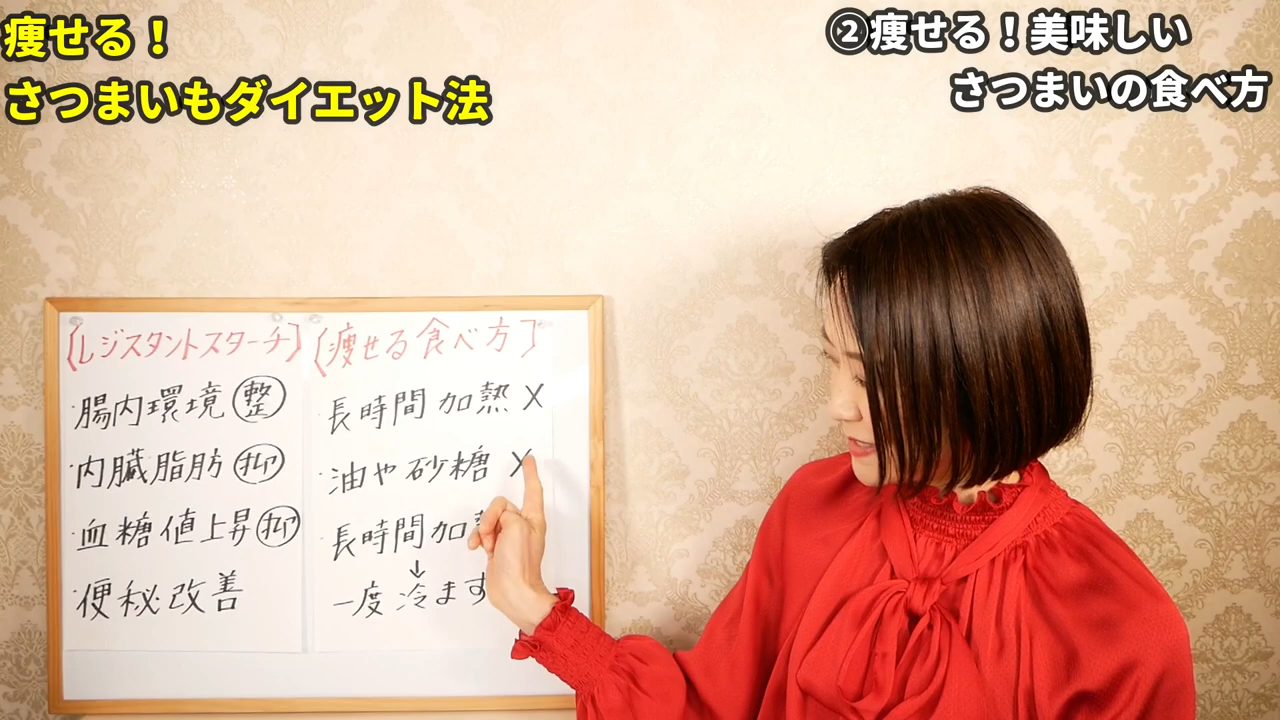 痩せる！
さつまいもダイエット法
②痩せる！美味しい
さつまいの食べ方
〔レジスタントスターチ〕
・腸内環境 整
・内臓脂肪 抑
・血糖値上昇 抑
・便秘改善
〔痩せる食べ方〕
・長時間加熱 X
・油や砂糖 X
・長時間加
↓
一度冷ます